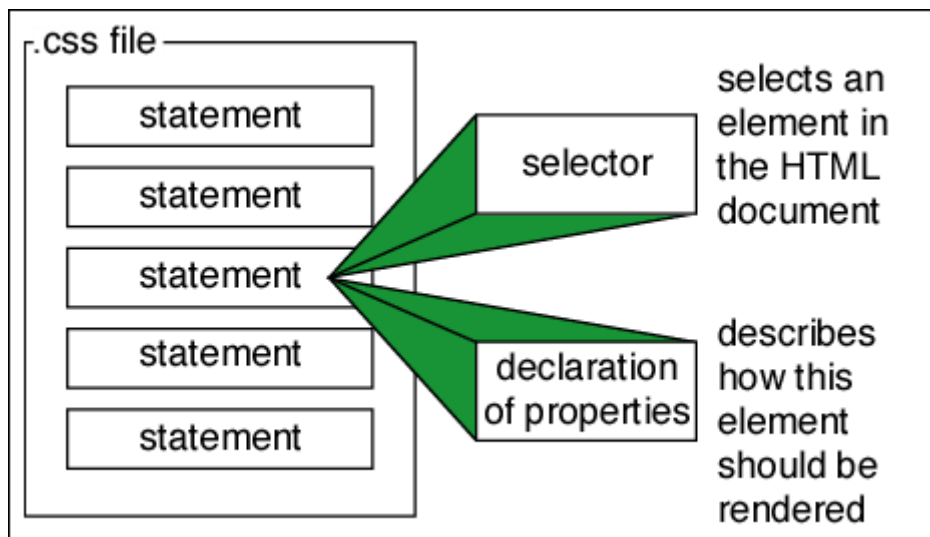 .css file
statement
statement
statement
statement
statement
selector
selects an
element in
the HTML
document
declaration
of properties
describes
how this
element
should be
rendered